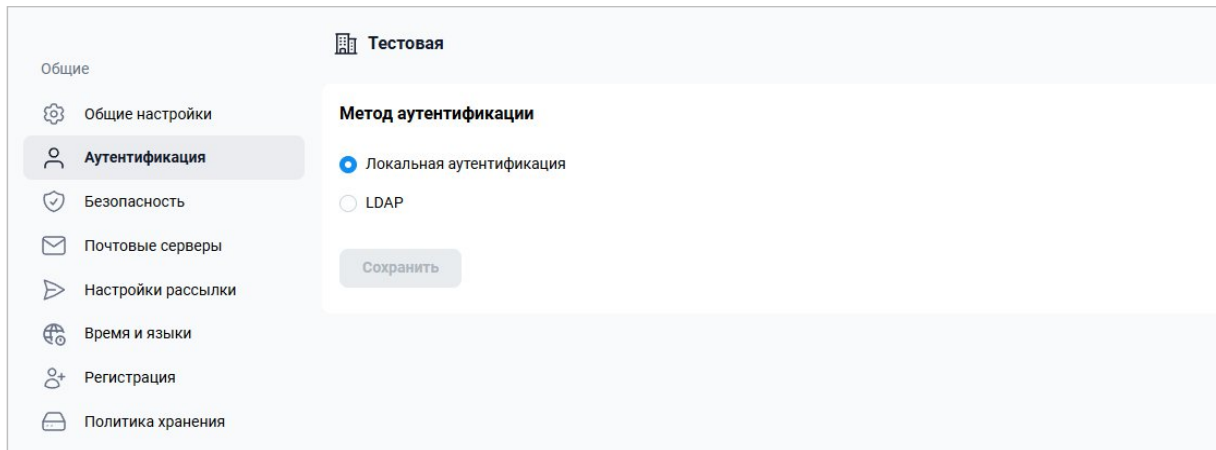 Общие
Общие настройки
Аутентификация
Безопасность
Почтовые серверы
Настройки рассылки
Время и языки
Регистрация
Политика хранения
Тестовая
Метод аутентификации
Локальная аутентификация
LDAP
Сохранить